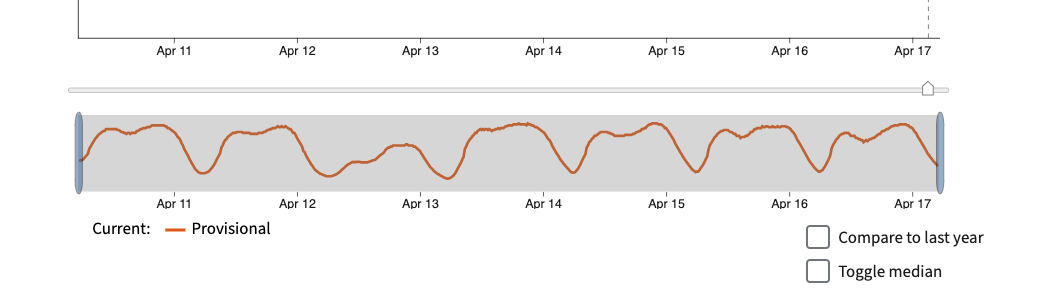 Apr 11 Apr 12 Apr 13 Apr 14 Apr 15 Apr 16 Apr 17
Apr 11 Apr 12 Apr 13 Apr 14 Apr 15 Apr 16 Apr 17
Current: Provisional
Compare to last year
Toggle median